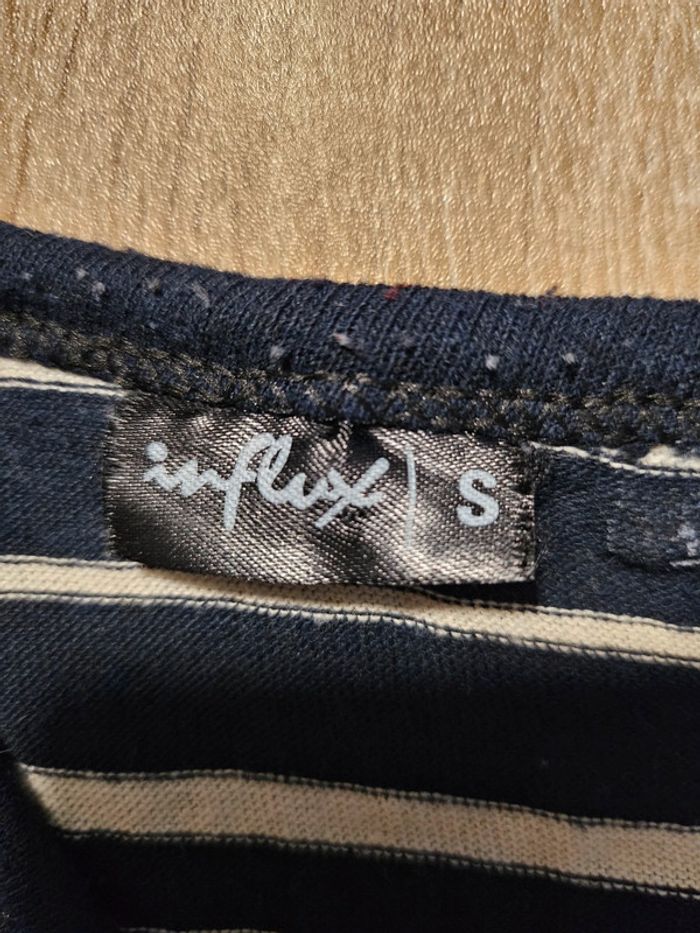 influx | S